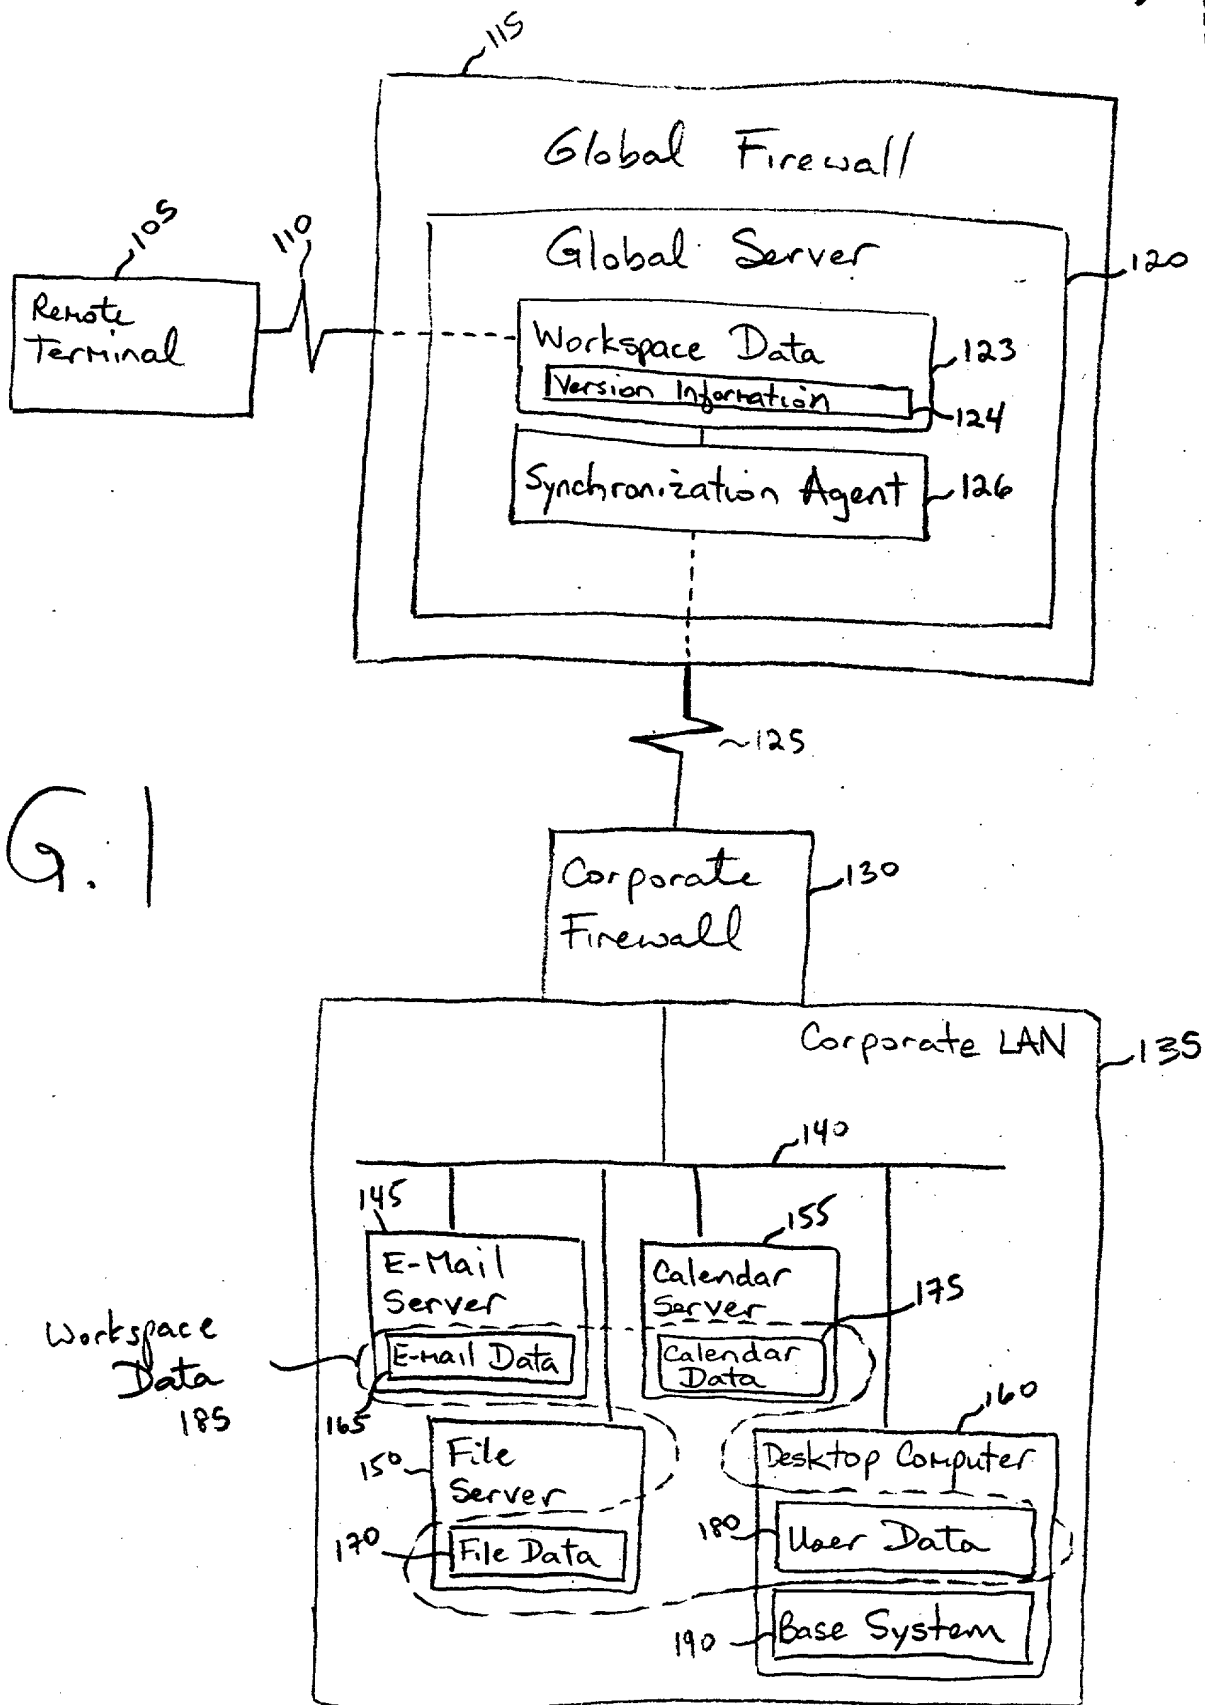 115
Global Firewall
105
110
Global Server
120
Remote
Terminal
Workspace Data
123
Version Information
124
Synchronization Agent
126
~125
G. 1
Corporate
Firewall
130
Corporate LAN
135
140
145
155
E-Mail
Server
Calendar
Server
175
Workspace
Data
185
E-Mail Data
Calendar
Data
165
160
150
File
Server
Desktop Computer
170
File Data
180
User Data
190
Base System